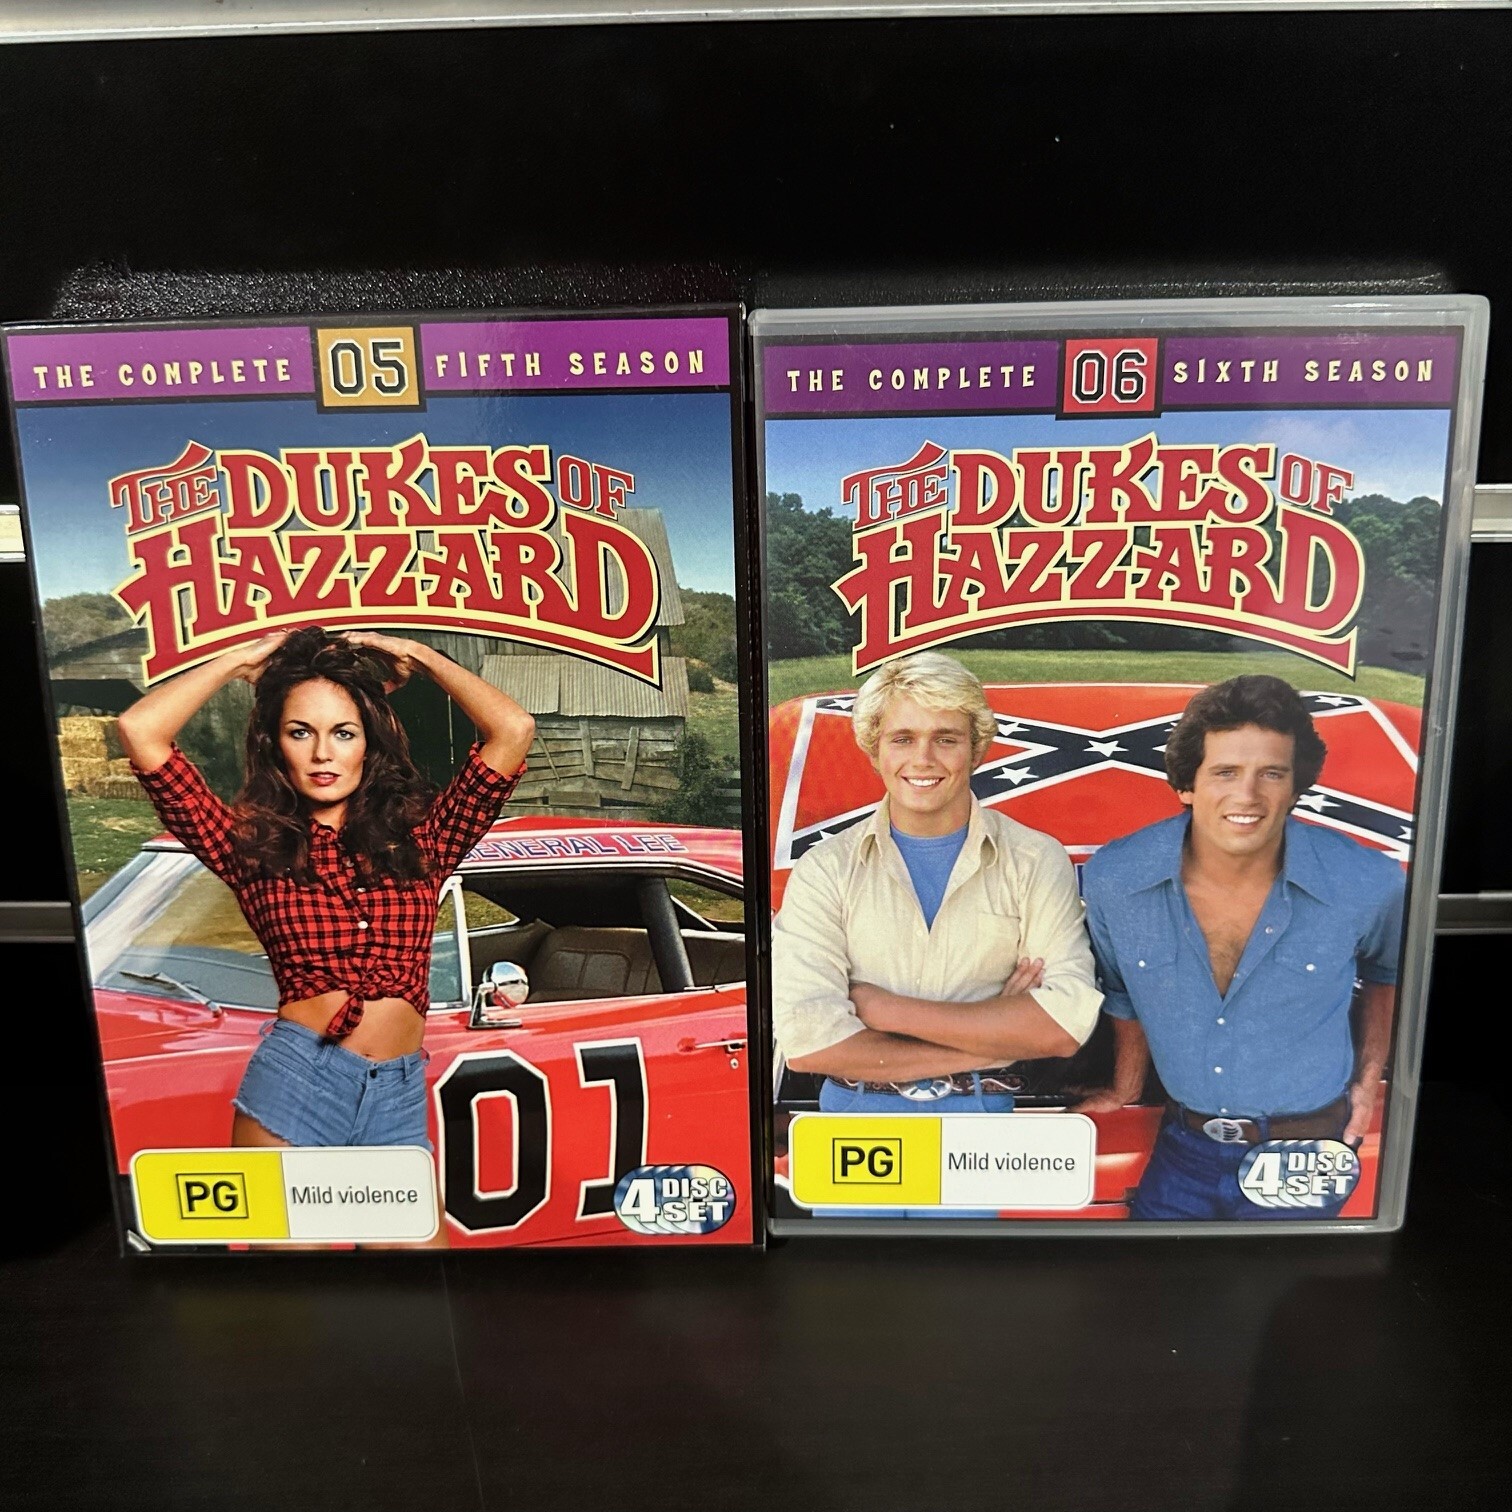 THE COMPLETE 05 FIFTH SEASON
THE DUKES OF
HAZZARD
GENERAL LEE
01
PG Mild violence
4 DISC SET
THE COMPLETE 06 SIXTH SEASON
THE DUKES OF
HAZZARD
PG Mild violence
4 DISC SET